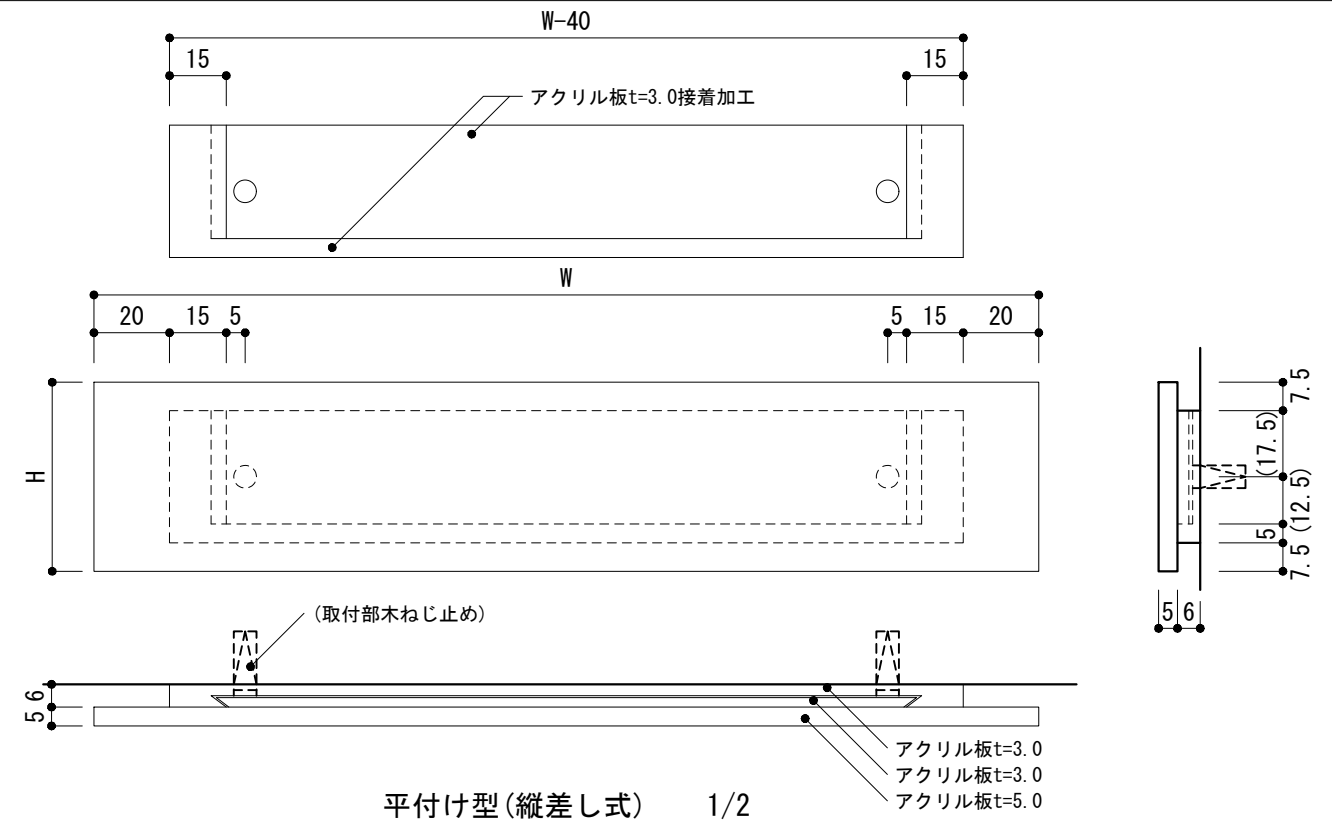 W-40
15
15
アクリル板t=3.0接着加工
W
20
15
5
5
15
20
H
7.5
(17.5)
(12.5)
5
7.5
5
6
(取付部木ねじ止め)
6
5
アクリル板t=3.0
アクリル板t=3.0
アクリル板t=5.0
平付け型(縦差し式) 1/2